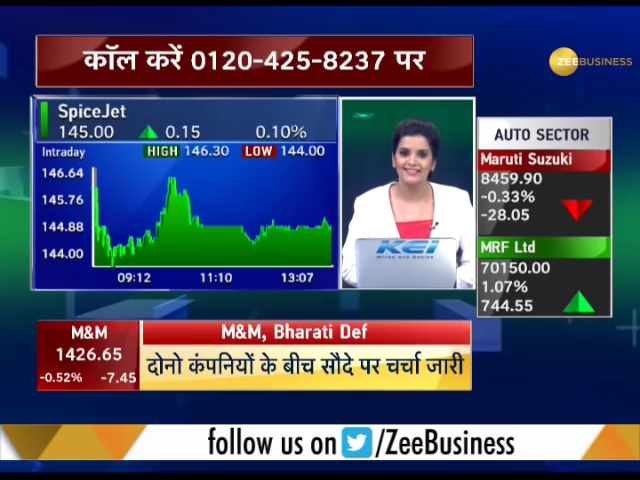 कॉल करें 0120-425-8237 पर
ZEEBUSINESS
SpiceJet
145.00 0.15 0.10%
Intraday HIGH 146.30 LOW 144.00
146.64
145.76
144.88
144.00
09:12 11:10 13:07
KEI
Wires and Cables
AUTO SECTOR
Maruti Suzuki
8459.90
-0.33%
-28.05
MRF Ltd
70150.00
1.07%
744.55
M&M
1426.65
-0.52% -7.45
M&M, Bharati Def
दोनो कंपनियों के बीच सौदे पर चर्चा जारी
follow us on /ZeeBusiness